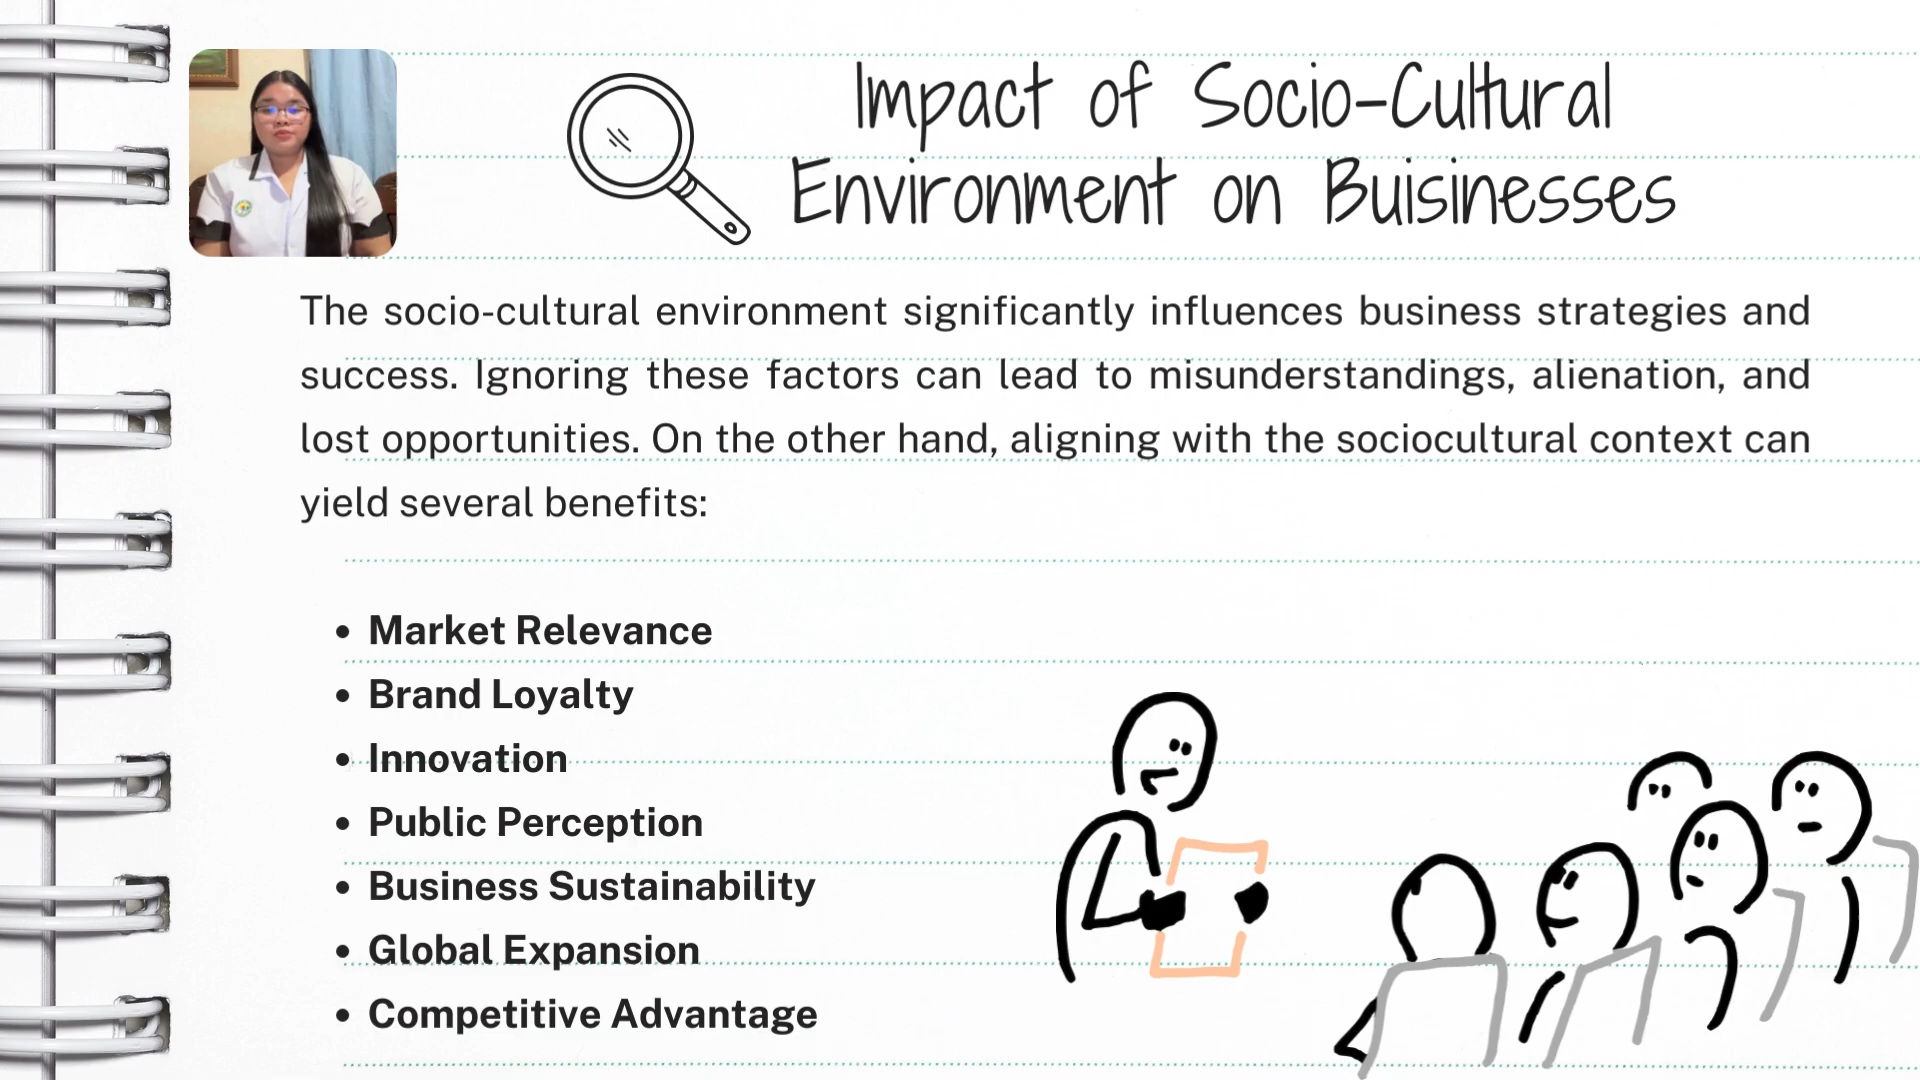 Impact of Socio-Cultural
Environment on Buisinesses
The socio-cultural environment significantly influences business strategies and
success. Ignoring these factors can lead to misunderstandings, alienation, and
lost opportunities. On the other hand, aligning with the sociocultural context can
yield several benefits:
• Market Relevance
• Brand Loyalty
• Innovation
• Public Perception
• Business Sustainability
• Global Expansion
• Competitive Advantage